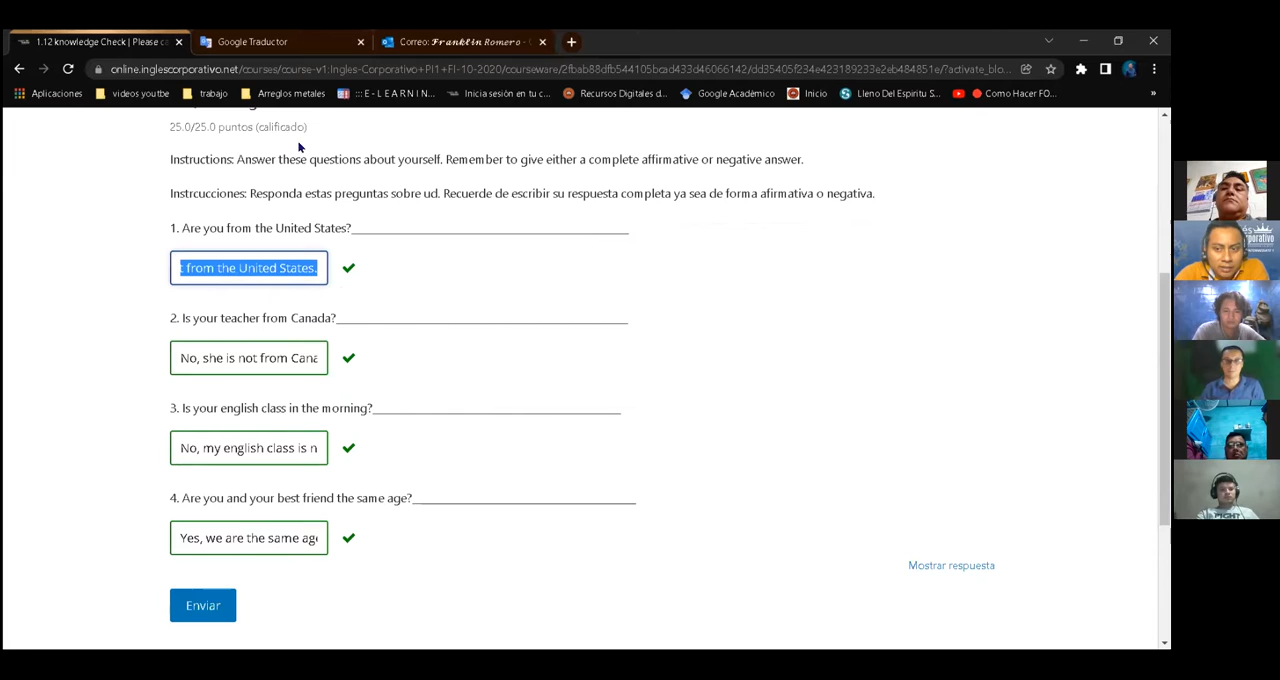 1.12 knowledge Check | Please ca
Google Traductor
Correo: Franklin Romero -
online.inglescorporativo.net/courses/course-v1:Ingles-Corporativo+PI1+FI-10-2020/courseware/2fbab88dfb544105bcad433d46066142/dd35405f234e423189233e2eb484851e/?activate_blo...
Aplicaciones videos youtbe trabajo Arreglos metales ::: E - L E A R N I N... Inicia sesión en tu c... Recursos Digitales d... Google Académico Inicio Lleno Del Espiritu S... Como Hacer FO... »
25.0/25.0 puntos (calificado)
Instructions: Answer these questions about yourself. Remember to give either a complete affirmative or negative answer.
Instrcucciones: Responda estas preguntas sobre ud. Recuerde de escribir su respuesta completa ya sea de forma afirmativa o negativa.
1. Are you from the United States?
t from the United States.
2. Is your teacher from Canada?
No, she is not from Cana
3. Is your english class in the morning?
No, my english class is n
4. Are you and your best friend the same age?
Yes, we are the same age
Mostrar respuesta
Enviar